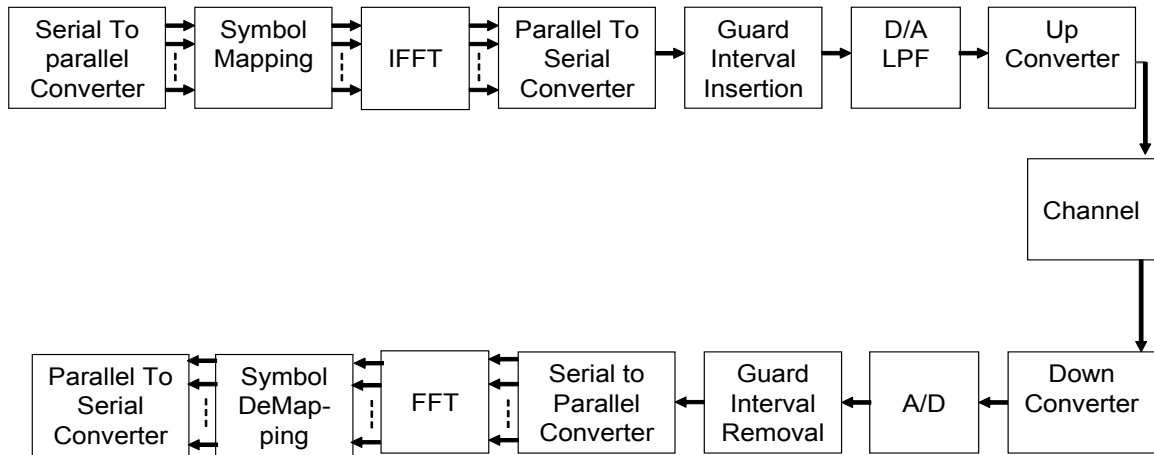 Serial To
parallel
Converter
Symbol
Mapping
IFFT
Parallel To
Serial
Converter
Guard
Interval
Insertion
D/A
LPF
Up
Converter
Channel
Parallel To
Serial
Converter
Symbol
DeMap-
ping
FFT
Serial to
Parallel
Converter
Guard
Interval
Removal
A/D
Down
Converter